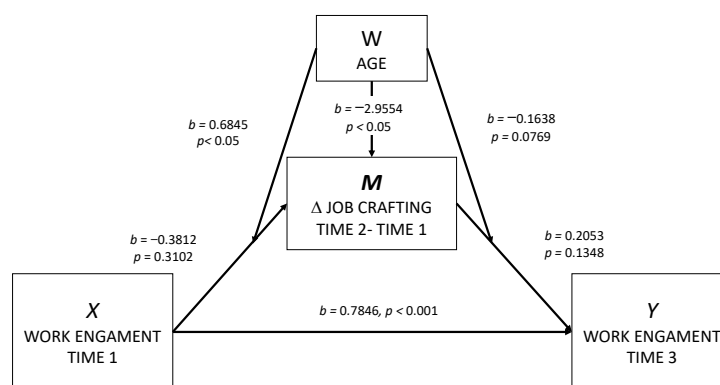 W
AGE
b = −2.9554
p < 0.05
b = 0.6845
p< 0.05
b = −0.1638
p = 0.0769
M
Δ JOB CRAFTING
TIME 2- TIME 1
b = −0.3812
p = 0.3102
b = 0.2053
p = 0.1348
X
WORK ENGAMENT
TIME 1
b = 0.7846, p < 0.001
Y
WORK ENGAMENT
TIME 3